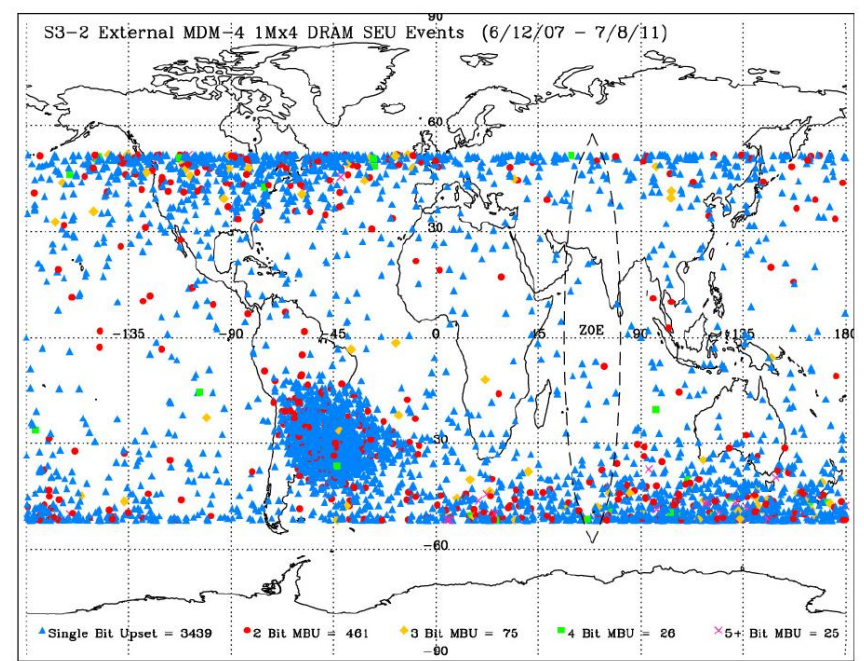 90
S3-2 External MDM-4 1Mx4 DRAM SEU Events (6/12/07 - 7/8/11)
60
30
-135 -90 -45 0 45 ZOE 90 135 180
-30
-60
Single Bit Upset = 3439 2 Bit MBU = 461 3 Bit MBU = 75 4 Bit MBU = 26 5+ Bit MBU = 25
-90